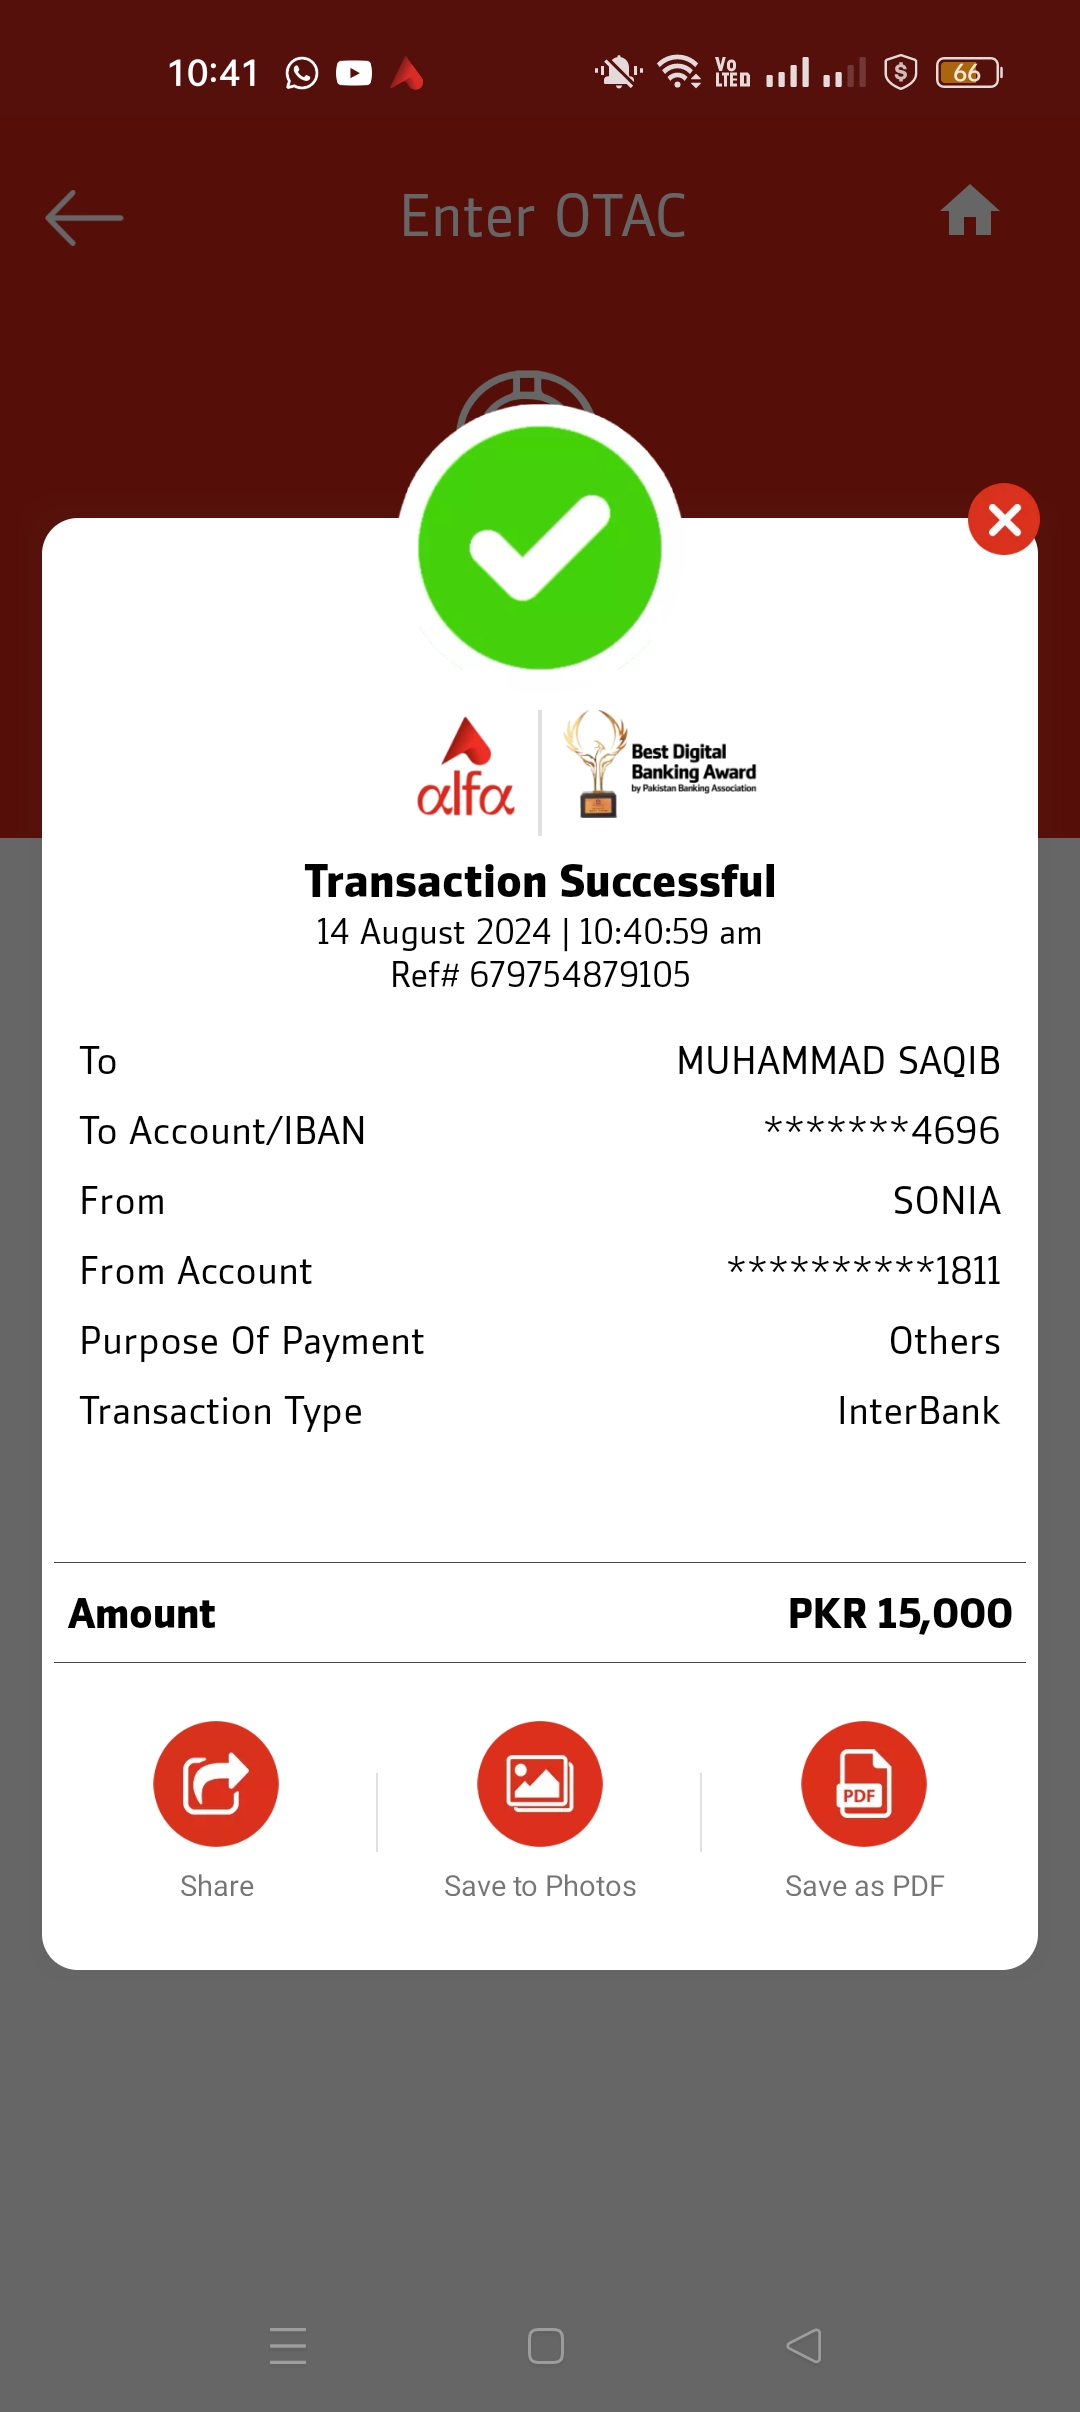 10:41
Vo
LTED
66
Enter OTAC
alfa
Best Digital
Banking Award
by Pakistan Banking Association
Transaction Successful
14 August 2024 | 10:40:59 am
Ref# 679754879105
To MUHAMMAD SAQIB
To Account/IBAN *******4696
From SONIA
From Account **********1811
Purpose Of Payment Others
Transaction Type InterBank
Amount PKR 15,000
PDF
Share Save to Photos Save as PDF